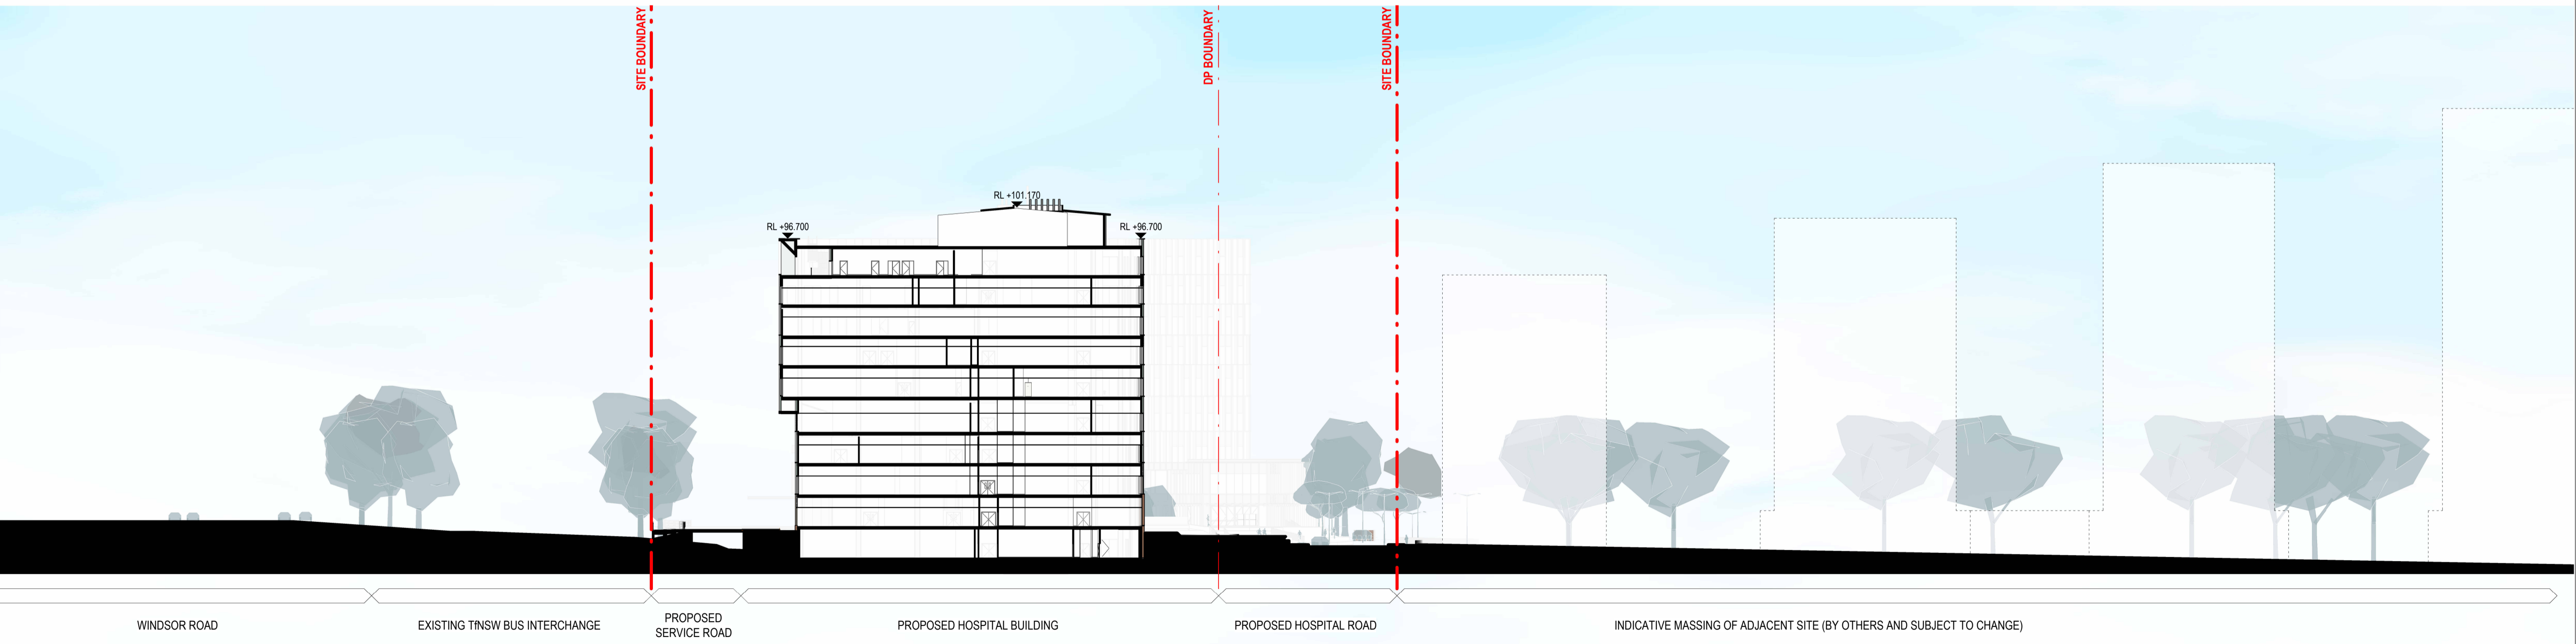 SITE BOUNDARY
DP BOUNDARY
SITE BOUNDARY
RL +101.170
RL +96.700
RL +96.700
WINDSOR ROAD
EXISTING TfNSW BUS INTERCHANGE
PROPOSED
SERVICE ROAD
PROPOSED HOSPITAL BUILDING
PROPOSED HOSPITAL ROAD
INDICATIVE MASSING OF ADJACENT SITE (BY OTHERS AND SUBJECT TO CHANGE)